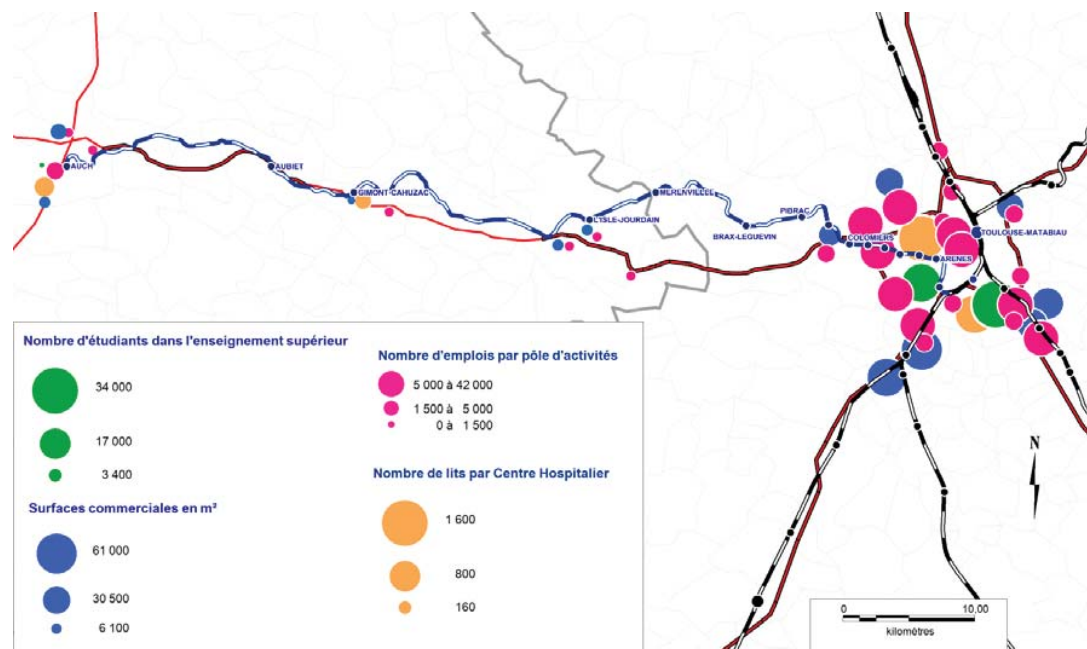 AUCH
AUBIET
GIMONT-CAHUZAC
L'ISLE-JOURDAIN
MERENVIELLE
BRAX-LEGUEVIN
PIBRAC
COLOMIERS
ARENES
TOULOUSE-MATABIAU
Nombre d'étudiants dans l'enseignement supérieur
34 000
17 000
3 400
Surfaces commerciales en m²
61 000
30 500
6 100
Nombre d'emplois par pôle d'activités
5 000 à 42 000
1 500 à 5 000
0 à 1 500
Nombre de lits par Centre Hospitalier
1 600
800
160
N
0 10,00
kilomètres